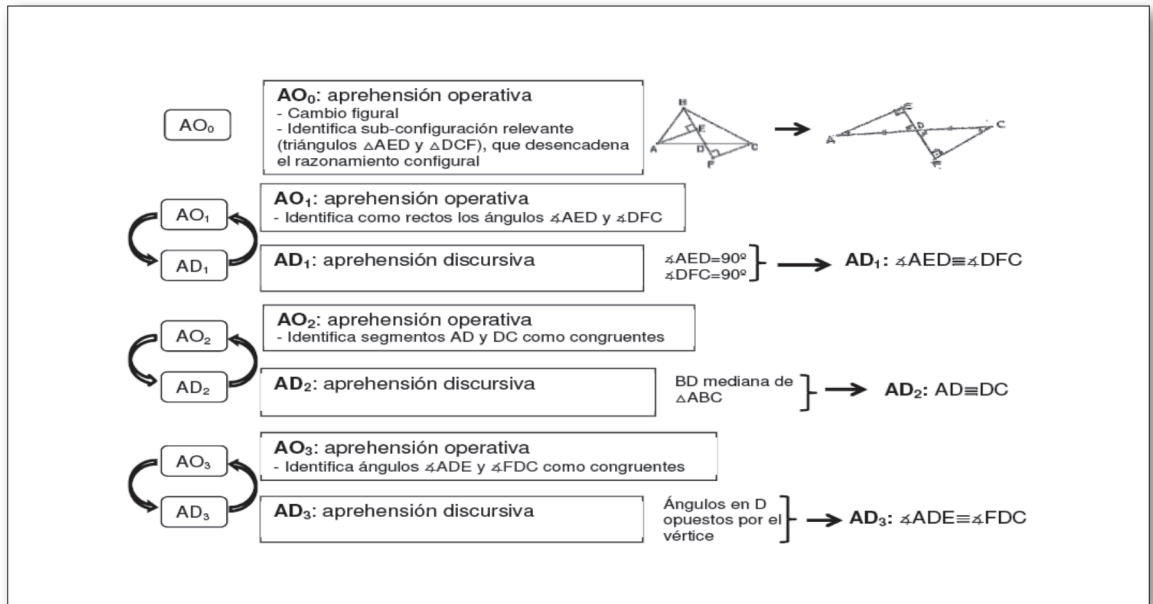 AO₀
AO₀: aprehensión operativa
- Cambio figural
- Identifica sub-configuración relevante
(triángulos △AED y △DCF), que desencadena
el razonamiento configural
A
E
D
F
A
D
C
AO₁
AO₁: aprehensión operativa
- Identifica como rectos los ángulos ∡AED y ∡DFC
AD₁
AD₁: aprehensión discursiva
∡AED=90º
∡DFC=90º
AD₁: ∡AED≡∡DFC
AO₂
AO₂: aprehensión operativa
- Identifica segmentos AD y DC como congruentes
AD₂
AD₂: aprehensión discursiva
BD mediana de
△ABC
AD₂: AD≡DC
AO₃
AO₃: aprehensión operativa
- Identifica ángulos ∡ADE y ∡FDC como congruentes
AD₃
AD₃: aprehensión discursiva
Ángulos en D
opuestos por el
vértice
AD₃: ∡ADE≡∡FDC